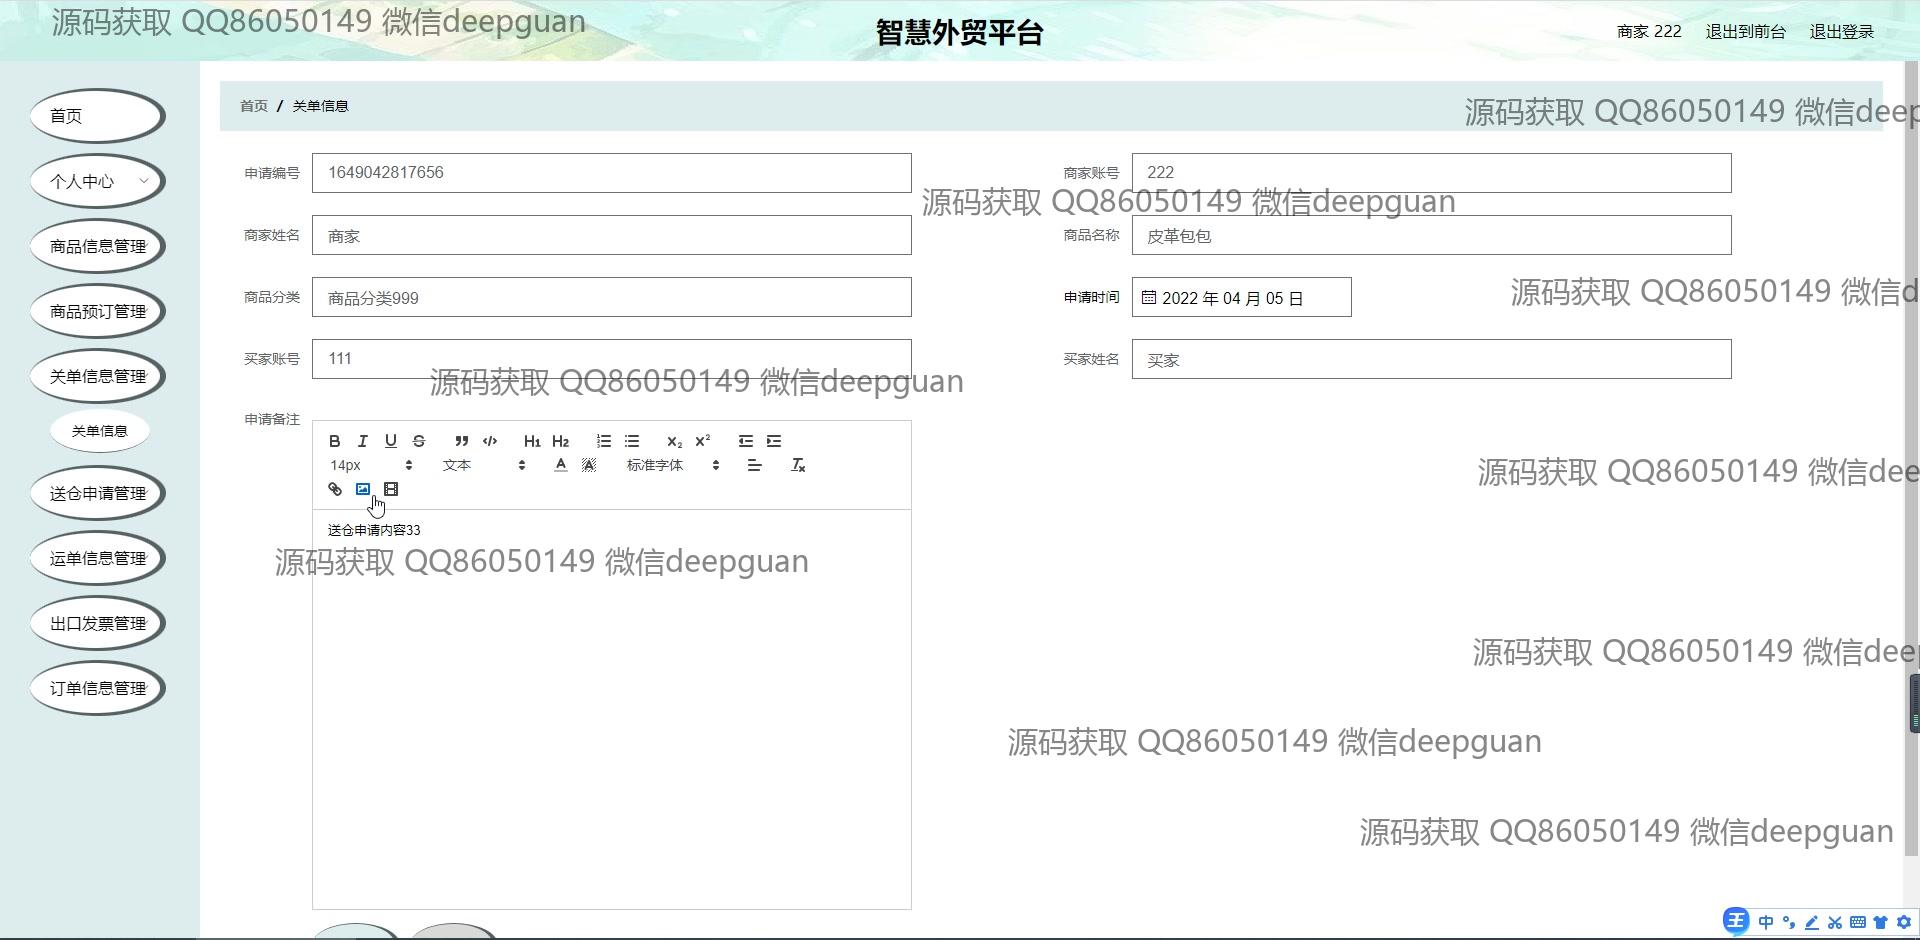 源码获取 QQ86050149 微信deepguan
智慧外贸平台
商家 222 退出到前台 退出登录
首页
个人中心
商品信息管理
商品预订管理
关单信息管理
关单信息
送仓申请管理
运单信息管理
出口发票管理
订单信息管理
首页 / 关单信息
源码获取 QQ86050149 微信deep
申请编号 1649042817656
商家账号 222
源码获取 QQ86050149 微信deepguan
商家姓名 商家
商品名称 皮革包包
商品分类 商品分类999
申请时间 2022 年 04 月 05 日
源码获取 QQ86050149 微信d
买家账号 111
买家姓名 买家
源码获取 QQ86050149 微信deepguan
申请备注
B I U S H1 H2 X2 X2
14px 文本 A A 标准字体 Tx
源码获取 QQ86050149 微信dee
送仓申请内容33
源码获取 QQ86050149 微信deepguan
源码获取 QQ86050149 微信deep
源码获取 QQ86050149 微信deepguan
源码获取 QQ86050149 微信deepguan
王 中